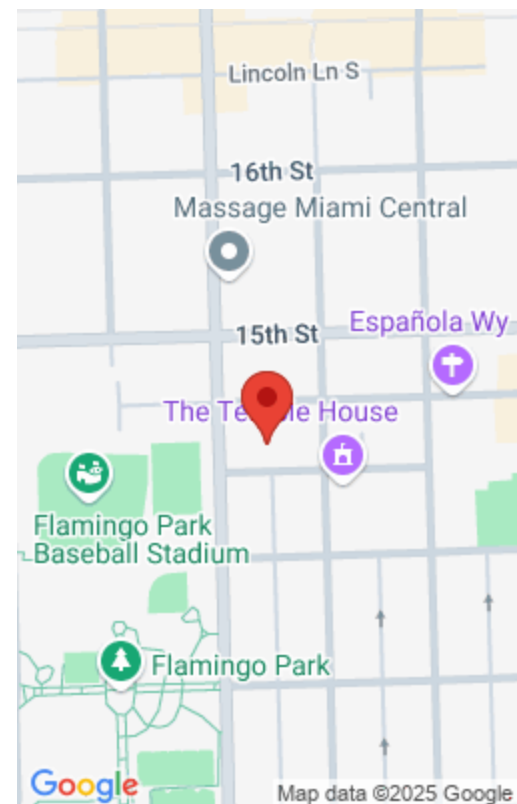 Lincoln Ln S
16th St
Massage Miami Central
15th St
Española Wy
The Te le House
Flamingo Park
Baseball Stadium
Flamingo Park
Google
Map data ©2025 Google